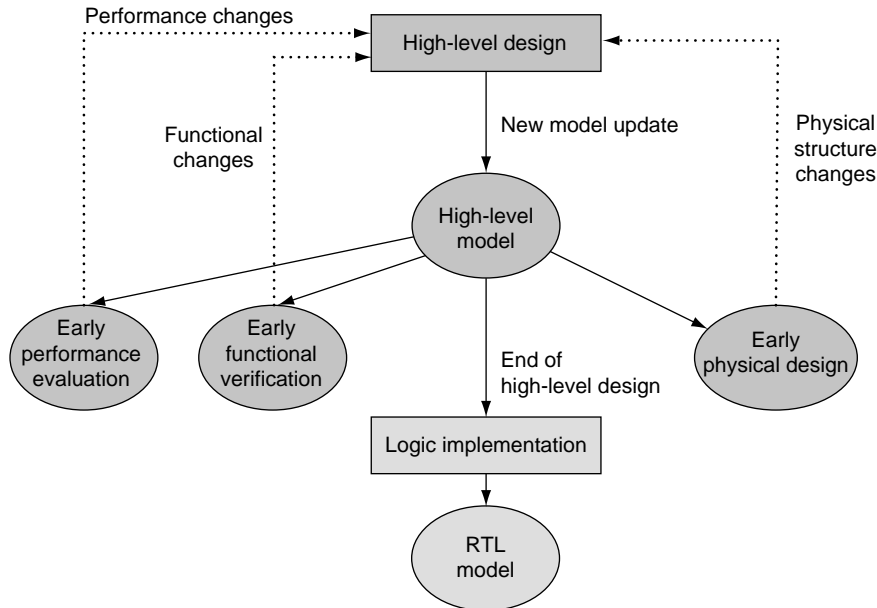 Performance changes
High-level design
Functional
changes
New model update
Physical
structure
changes
High-level
model
Early
performance
evaluation
Early
functional
verification
End of
high-level design
Early
physical design
Logic implementation
RTL
model